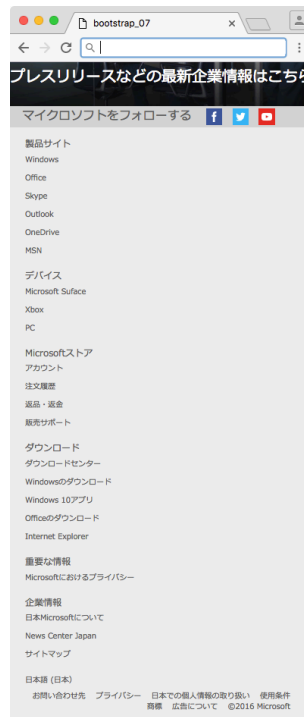 bootstrap_07
プレスリリースなどの最新企業情報はこちら
マイクロソフトをフォローする
製品サイト
Windows
Office
Skype
Outlook
OneDrive
MSN
デバイス
Microsoft Suface
Xbox
PC
Microsoftストア
アカウント
注文履歴
返品・返金
販売サポート
ダウンロード
ダウンロードセンター
Windowsのダウンロード
Windows 10アプリ
Officeのダウンロード
Internet Explorer
重要な情報
Microsoftにおけるプライバシー
企業情報
日本Microsoftについて
News Center Japan
サイトマップ
日本語 (日本)
お問い合わせ先 プライバシー 日本での個人情報の取り扱い 使用条件
商標 広告について ©2016 Microsoft